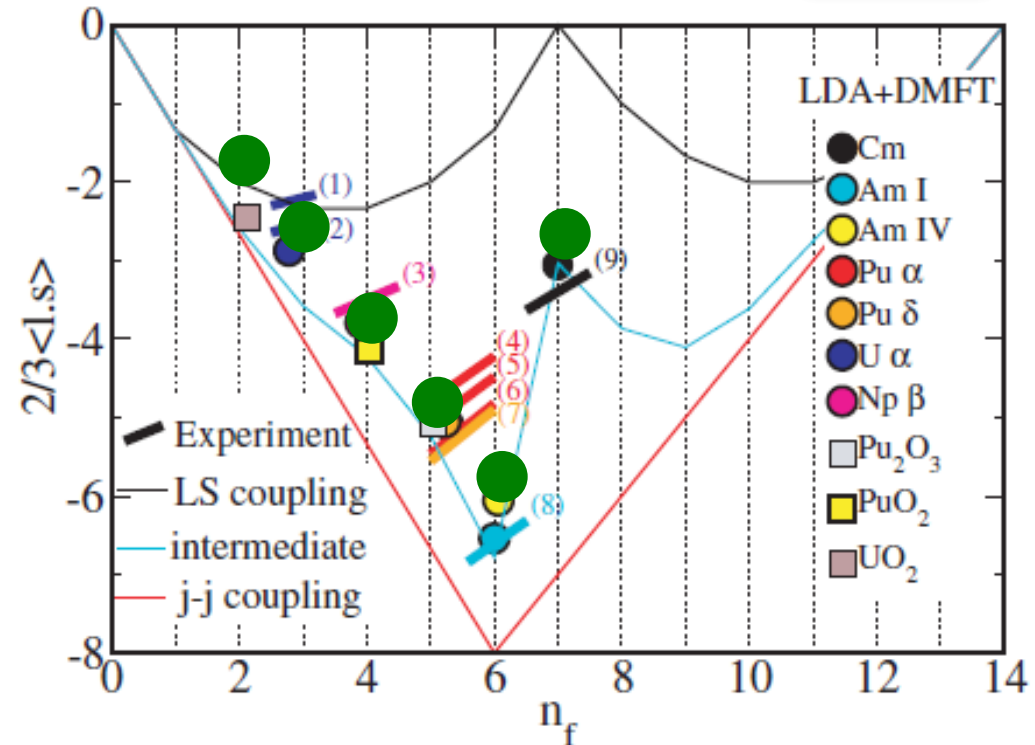 0
-2
-4
-6
-8
2/3<l.s>
0
2
4
6
8
10
12
14
n_f
(1)
(2)
(3)
(4)
(5)
(6)
(7)
(8)
(9)
Experiment
LS coupling
intermediate
j-j coupling
LDA+DMFT
Cm
Am I
Am IV
Pu α
Pu δ
U α
Np β
Pu₂O₃
PuO₂
UO₂